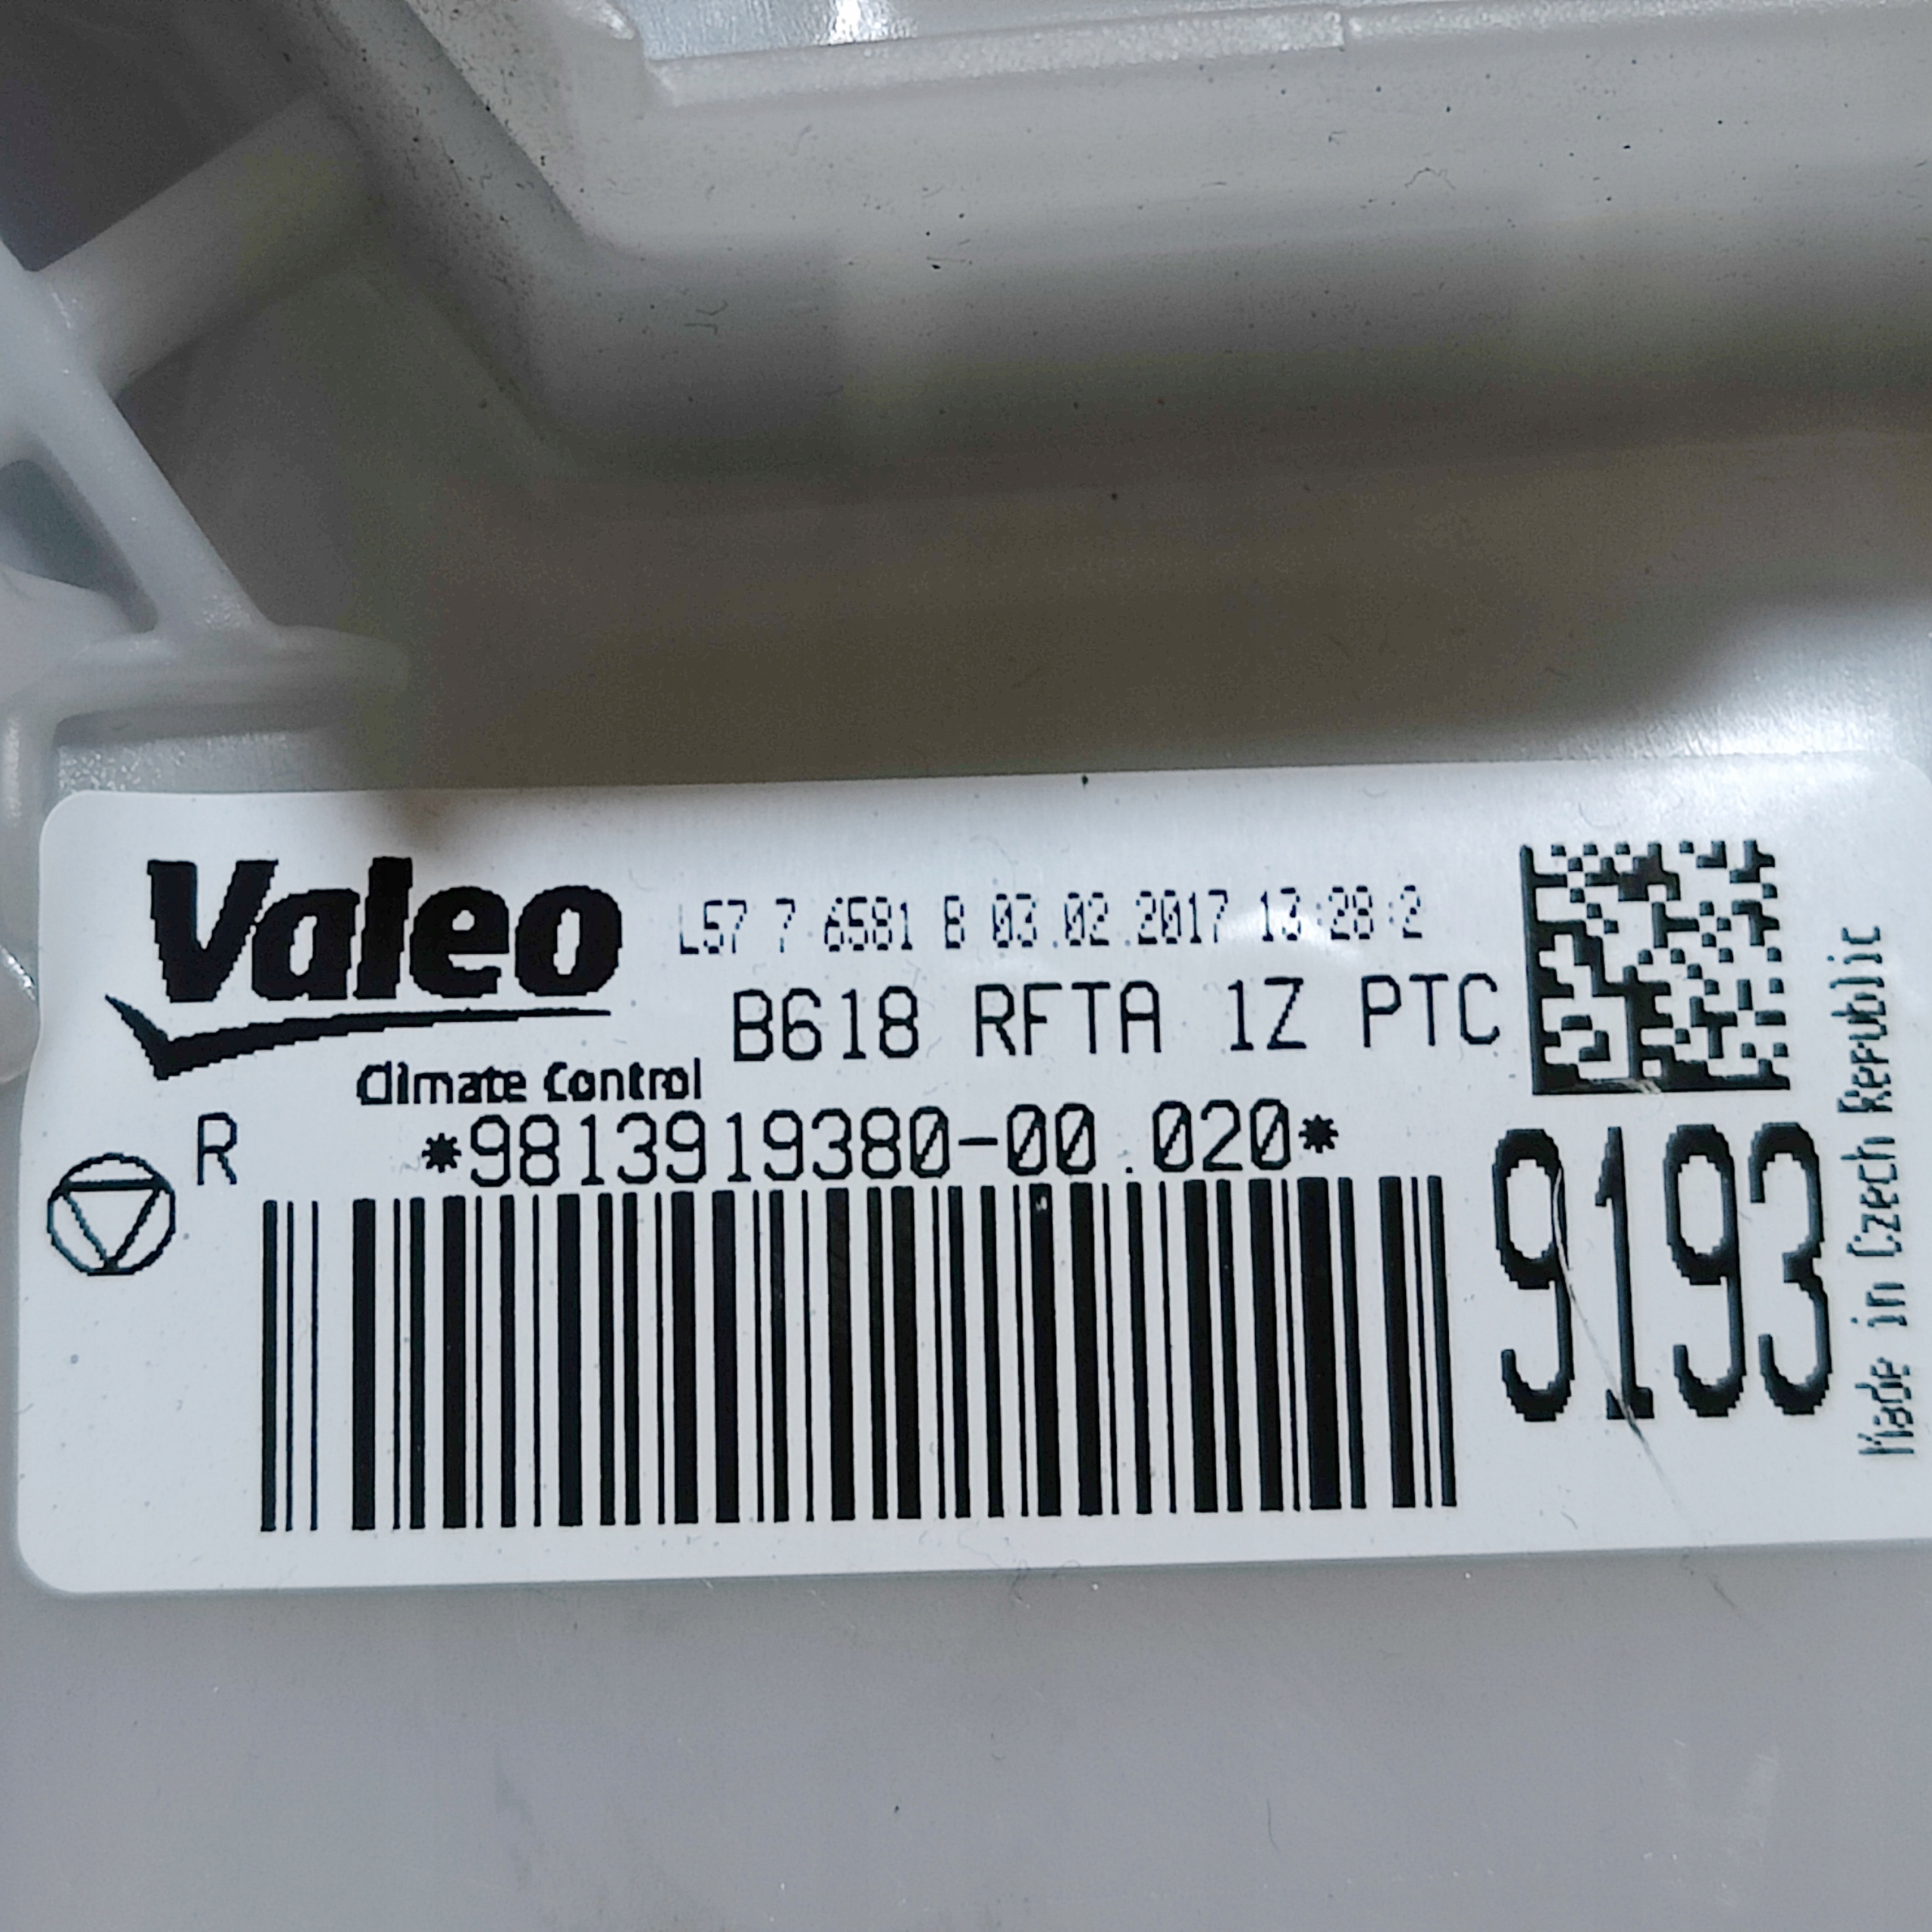 Valeo
L57 7 6581 B 03.02.2017 13:28:2
B618 RFTA 1Z PTC
Climate Control
R
*9813919380-00.020*
9193
Made in Czech Republic